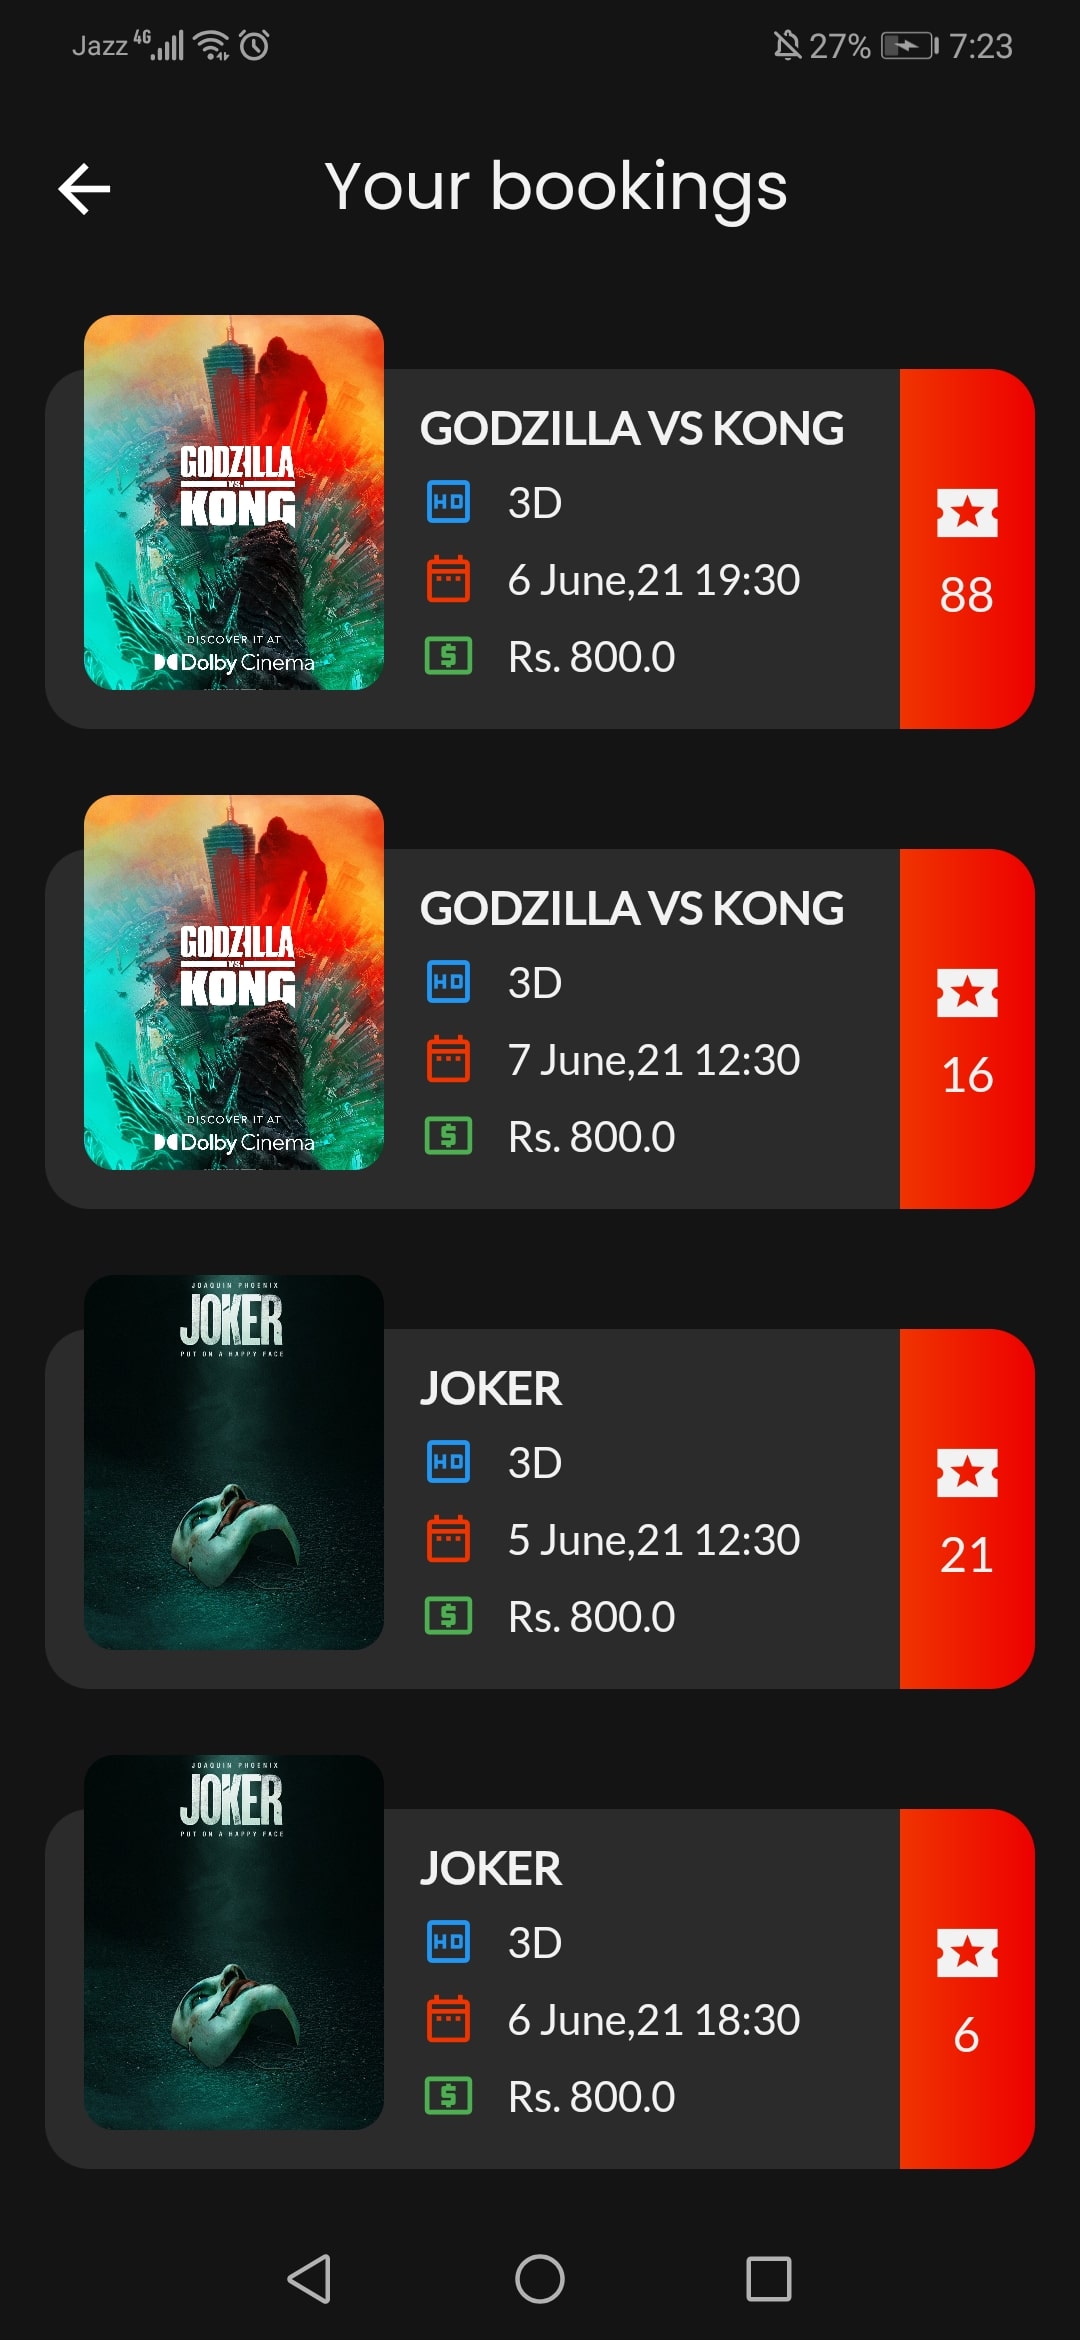 Jazz 4G 27% 7:23
Your bookings
GODZILLA
VS.
KONG
DISCOVER IT AT
Dolby Cinema
GODZILLA VS KONG
HD 3D
6 June,21 19:30
$ Rs. 800.0
88
GODZILLA
VS.
KONG
DISCOVER IT AT
Dolby Cinema
GODZILLA VS KONG
HD 3D
7 June,21 12:30
$ Rs. 800.0
16
JOAQUIN PHOENIX
JOKER
PUT ON A HAPPY FACE
JOKER
HD 3D
5 June,21 12:30
$ Rs. 800.0
21
JOAQUIN PHOENIX
JOKER
PUT ON A HAPPY FACE
JOKER
HD 3D
6 June,21 18:30
$ Rs. 800.0
6